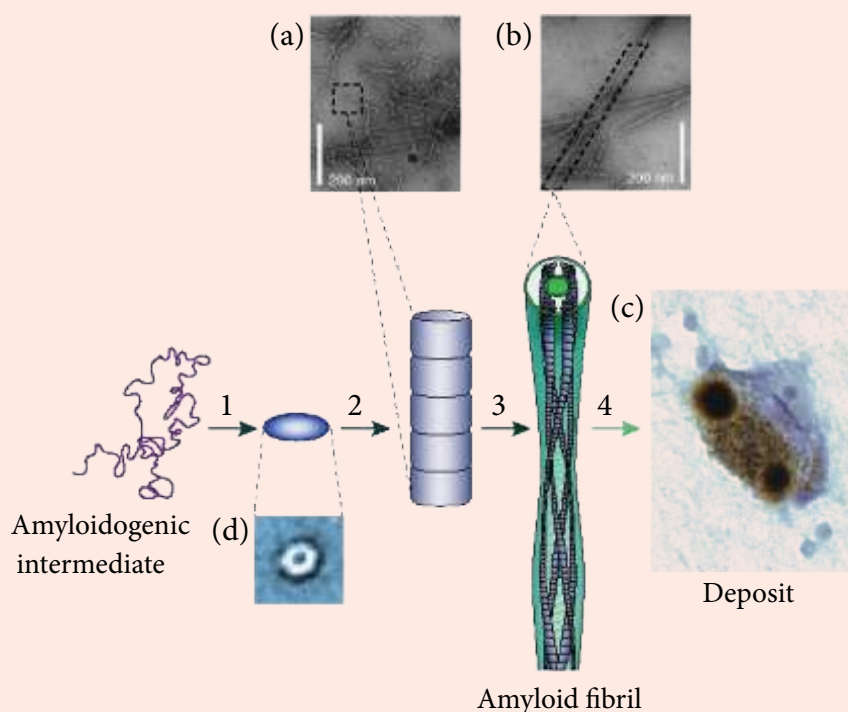 (a)
(b)
200 nm
200 nm
(c)
1
2
3
4
Amyloidogenic
intermediate
(d)
Deposit
Amyloid fibril